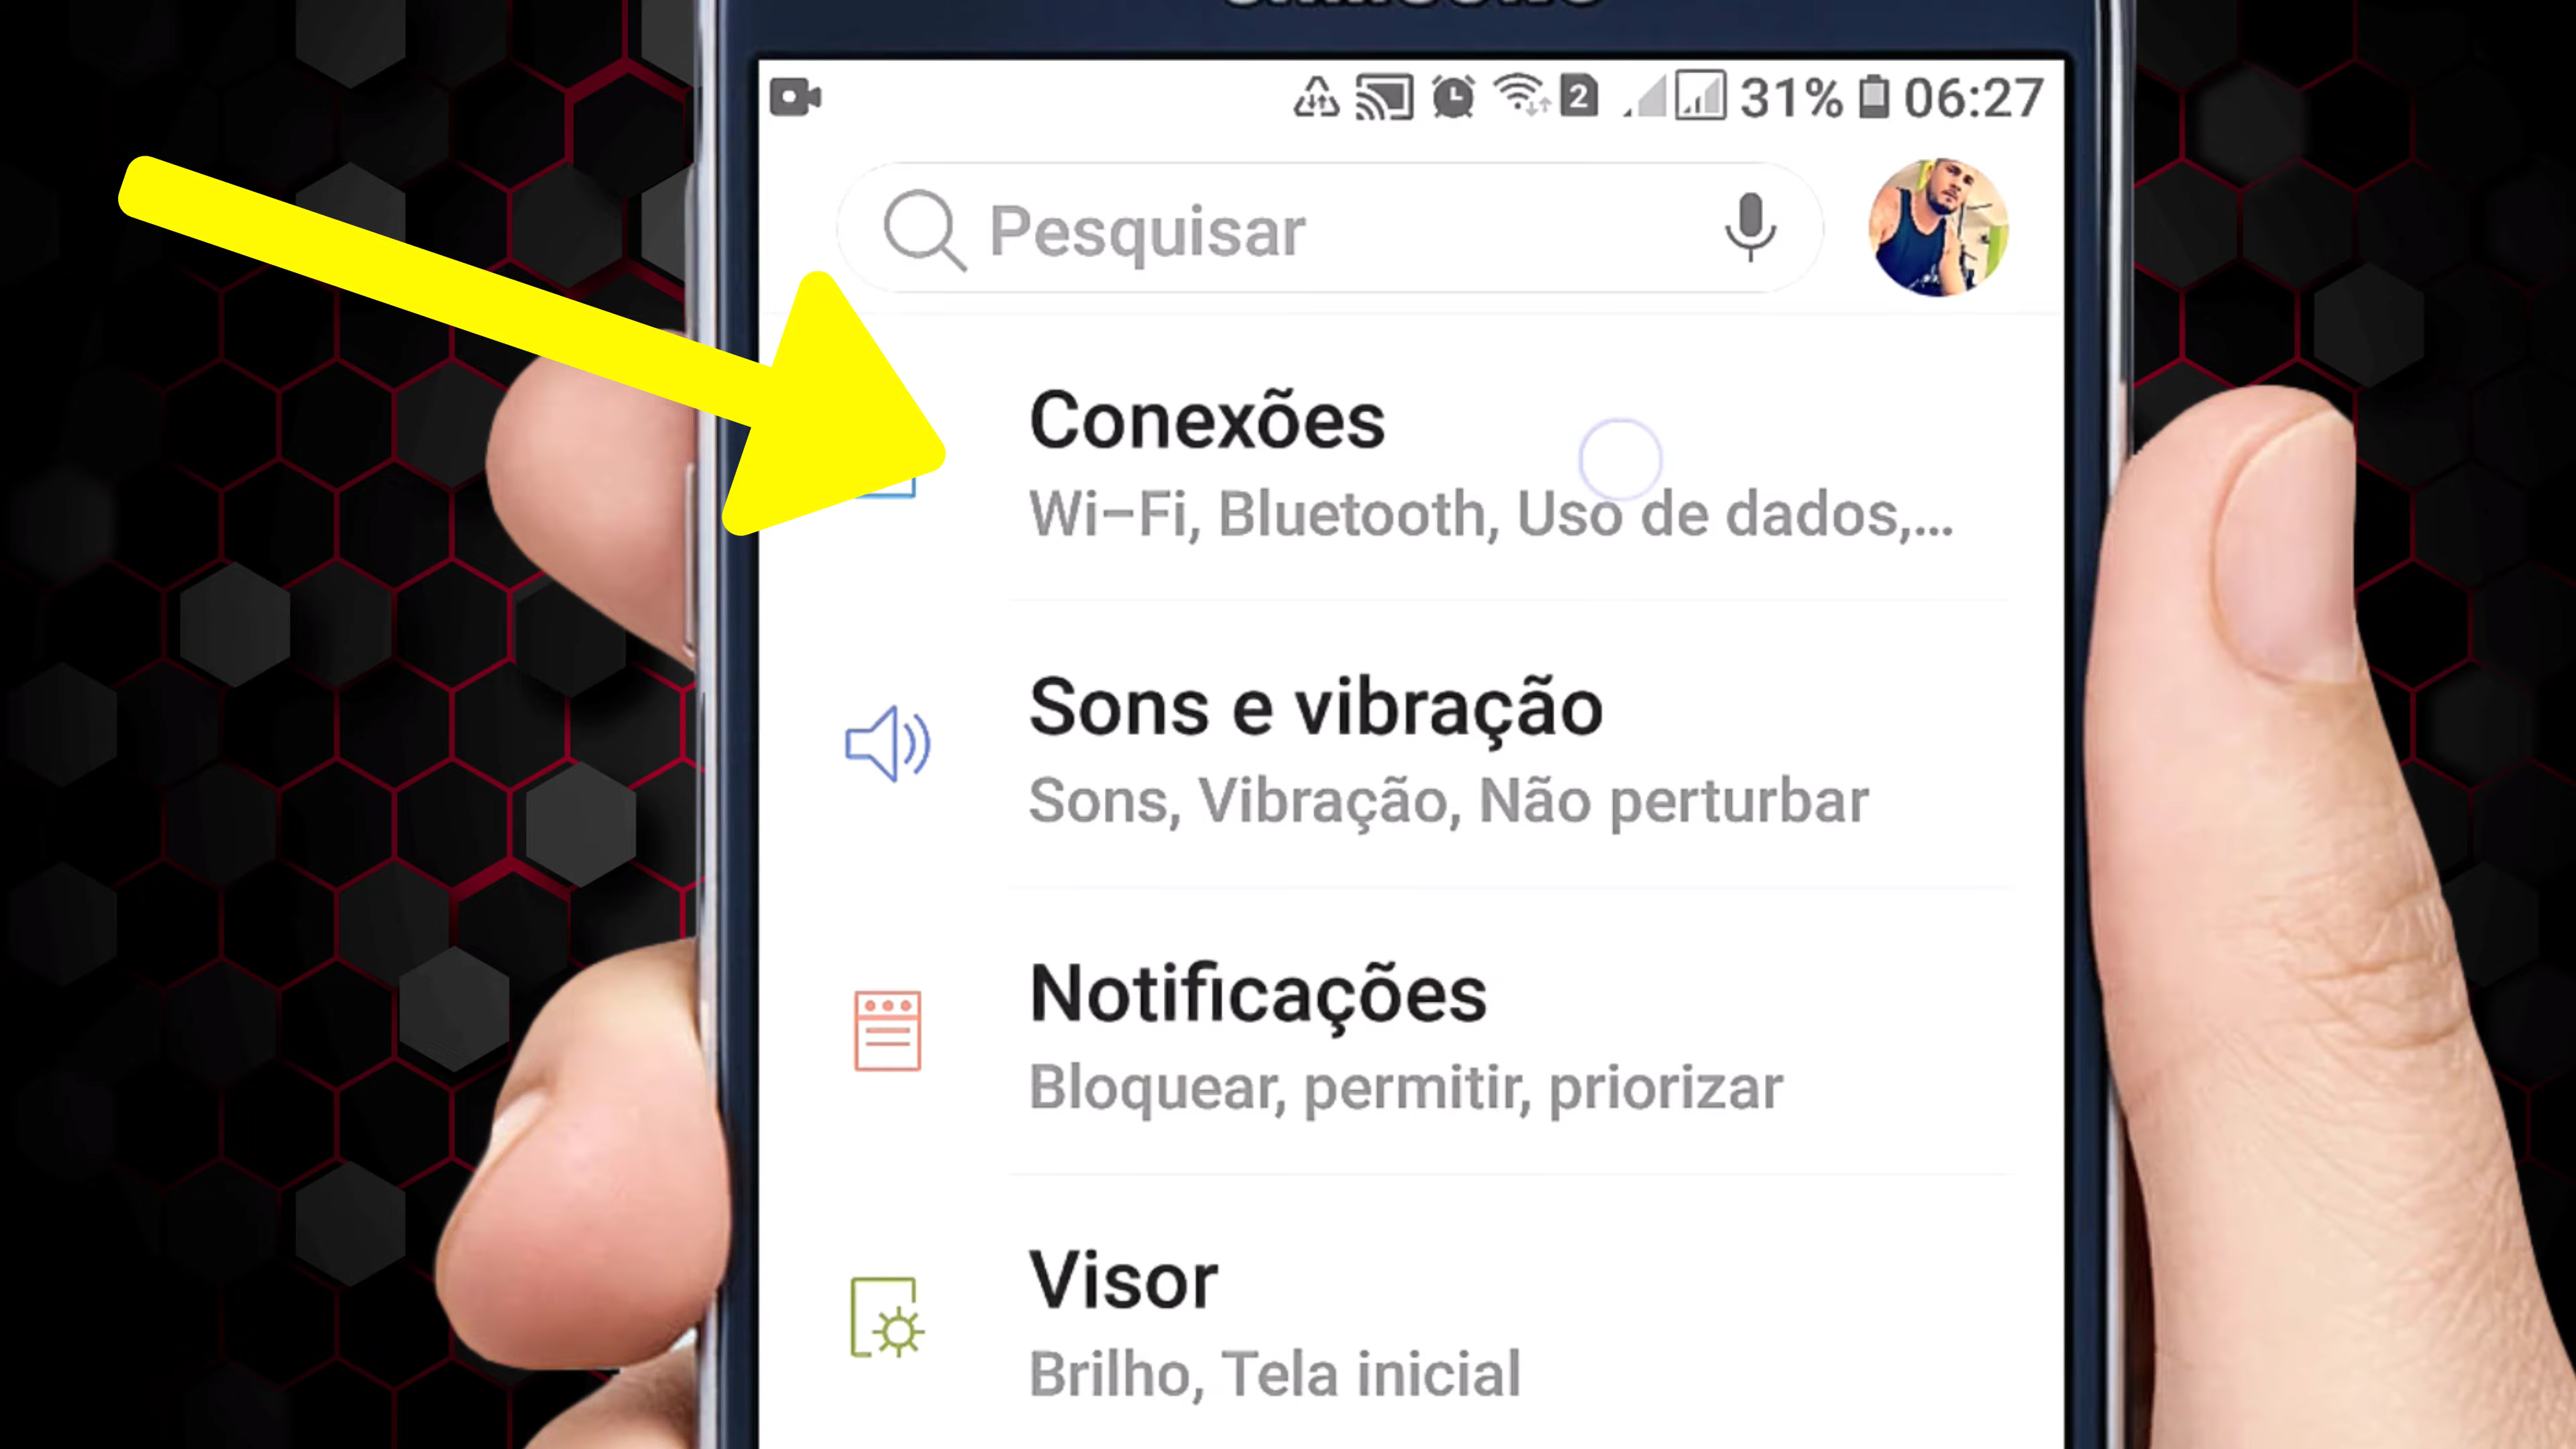 2 31% 06:27
Pesquisar
Conexões
Wi-Fi, Bluetooth, Uso de dados,...
Sons e vibração
Sons, Vibração, Não perturbar
Notificações
Bloquear, permitir, priorizar
Visor
Brilho, Tela inicial